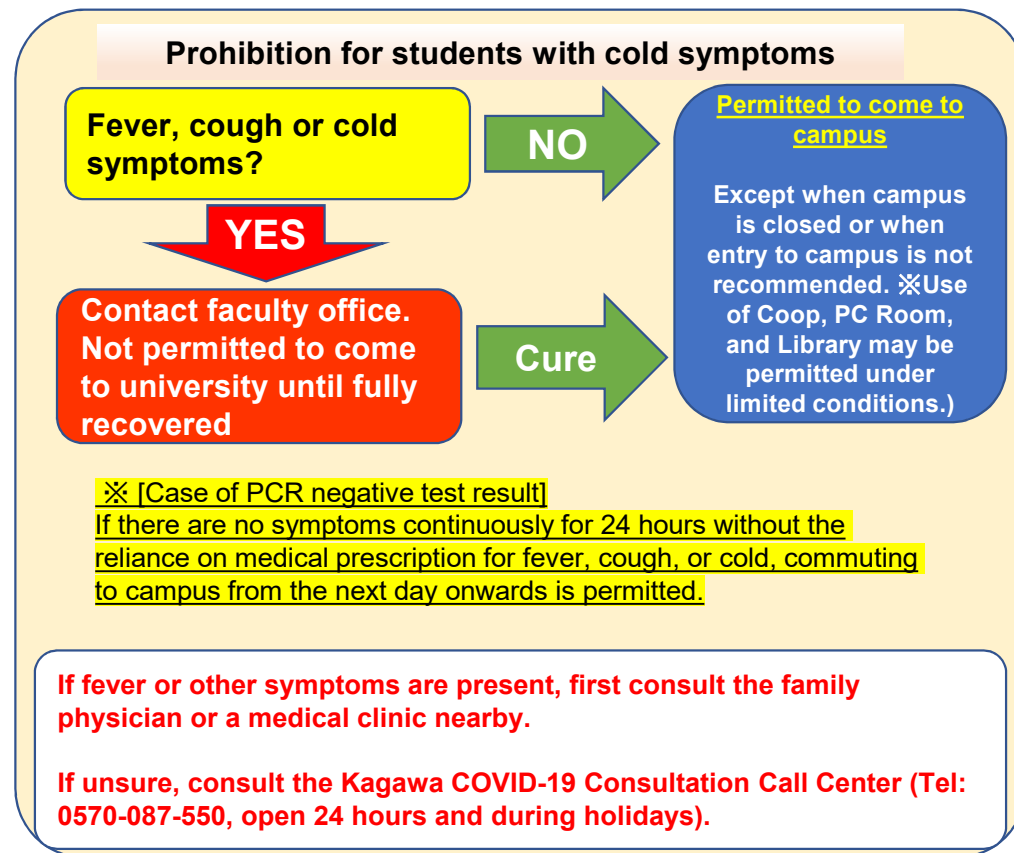 Prohibition for students with cold symptoms
Fever, cough or cold
symptoms?
NO
Permitted to come to
campus
Except when campus
is closed or when
entry to campus is not
recommended. ※Use
of Coop, PC Room,
and Library may be
permitted under
limited conditions.)
YES
Contact faculty office.
Not permitted to come
to university until fully
recovered
Cure
※ [Case of PCR negative test result]
If there are no symptoms continuously for 24 hours without the
reliance on medical prescription for fever, cough, or cold, commuting
to campus from the next day onwards is permitted.
If fever or other symptoms are present, first consult the family
physician or a medical clinic nearby.
If unsure, consult the Kagawa COVID-19 Consultation Call Center (Tel:
0570-087-550, open 24 hours and during holidays).